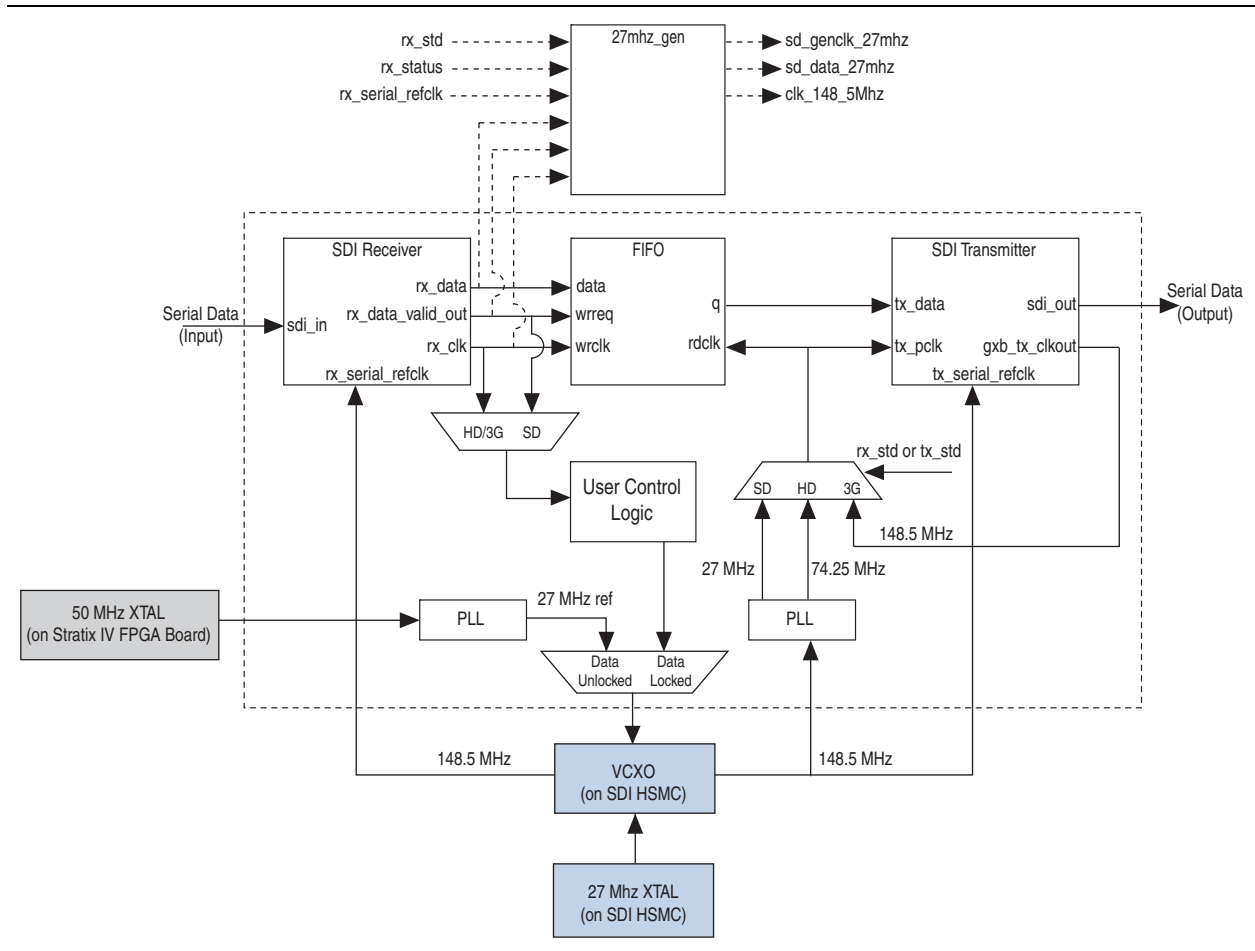 rx_std
27mhz_gen
sd_genclk_27mhz
rx_status
sd_data_27mhz
rx_serial_refclk
clk_148_5Mhz
SDI Receiver
FIFO
SDI Transmitter
rx_data
data
q
tx_data
sdi_out
Serial Data
(Output)
Serial Data
(Input)
sdi_in
rx_data_valid_out
wrreq
rx_clk
wrclk
rdclk
tx_pclk
gxb_tx_clkout
rx_serial_refclk
tx_serial_refclk
HD/3G
SD
rx_std or tx_std
User Control
Logic
SD
HD
3G
148.5 MHz
27 MHz
74.25 MHz
50 MHz XTAL
(on Stratix IV FPGA Board)
PLL
27 MHz ref
PLL
Data
Unlocked
Data
Locked
148.5 MHz
VCXO
(on SDI HSMC)
148.5 MHz
27 Mhz XTAL
(on SDI HSMC)